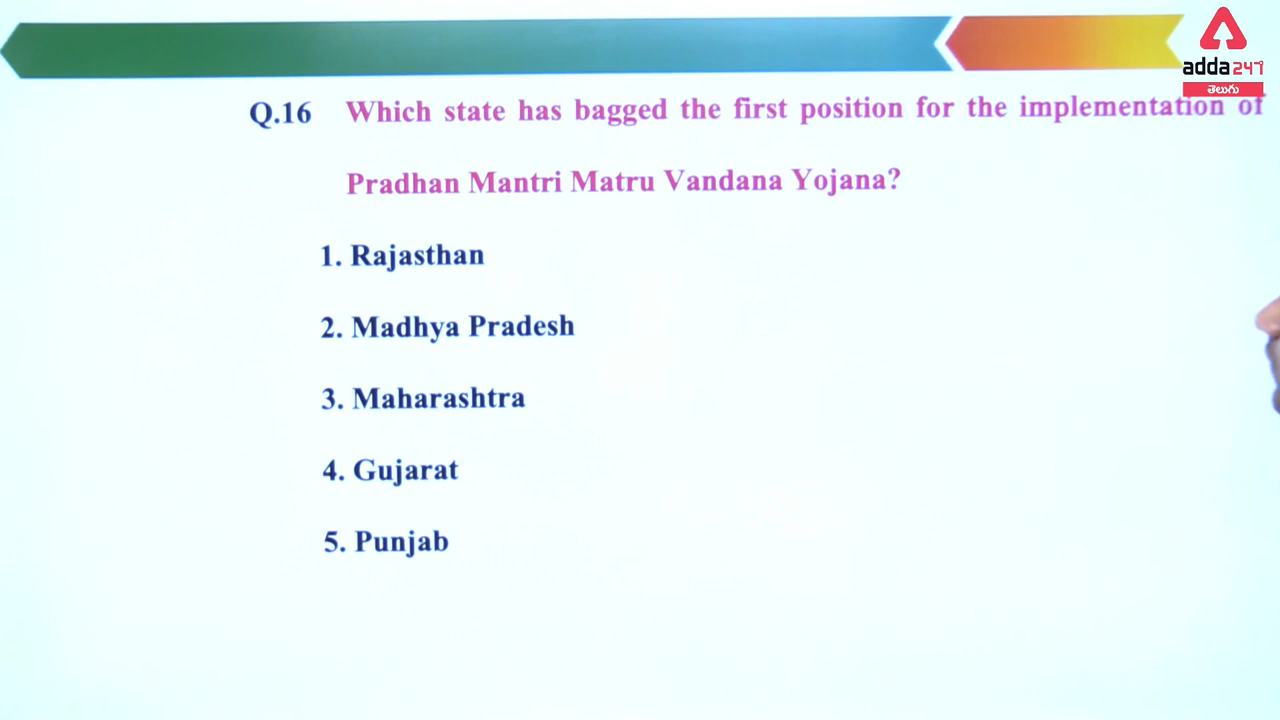 adda247
తెలుగు
Q.16 Which state has bagged the first position for the implementation of
Pradhan Mantri Matru Vandana Yojana?
1. Rajasthan
2. Madhya Pradesh
3. Maharashtra
4. Gujarat
5. Punjab